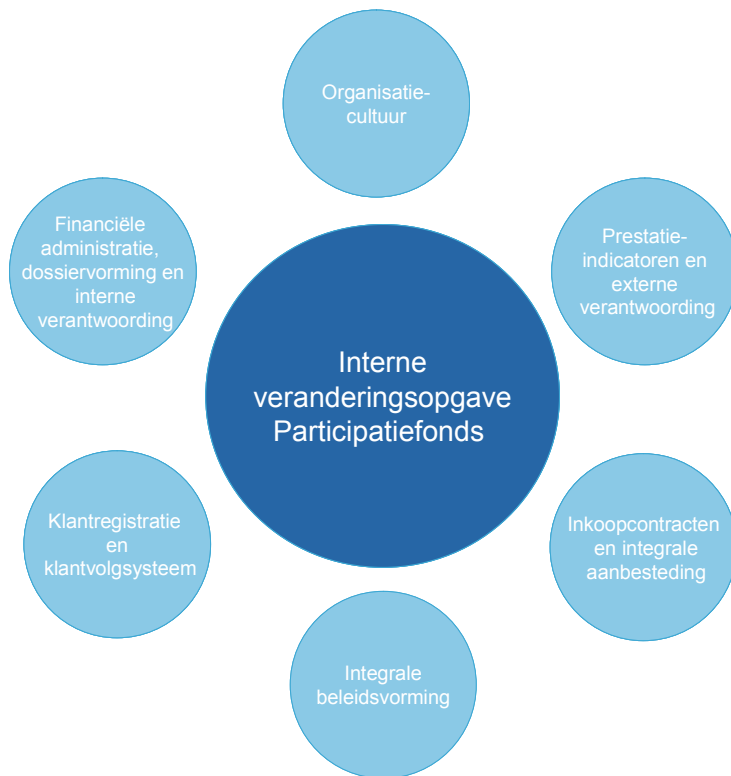 Organisatie-
cultuur
Financiële
administratie,
dossiervorming en
interne
verantwoording
Prestatie-
indicatoren en
externe
verantwoording
Interne
veranderingsopgave
Participatiefonds
Klantregistratie
en
klantvolgsysteem
Inkoopcontracten
en integrale
aanbesteding
Integrale
beleidsvorming